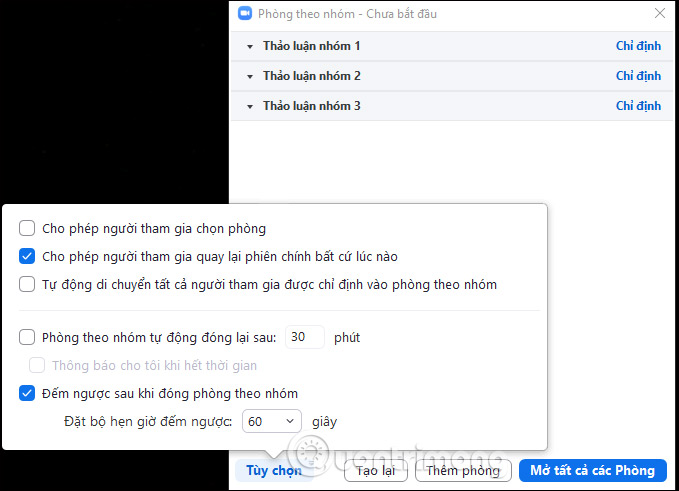 Phòng theo nhóm - Chưa bắt đầu
Thảo luận nhóm 1 Chỉ định
Thảo luận nhóm 2 Chỉ định
Thảo luận nhóm 3 Chỉ định
Cho phép người tham gia chọn phòng
Cho phép người tham gia quay lại phiên chính bất cứ lúc nào
Tự động di chuyển tất cả người tham gia được chỉ định vào phòng theo nhóm
Phòng theo nhóm tự động đóng lại sau: 30 phút
Thông báo cho tôi khi hết thời gian
Đếm ngược sau khi đóng phòng theo nhóm
Đặt bộ hẹn giờ đếm ngược: 60 giây
Tùy chọn Tạo lại Thêm phòng Mở tất cả các Phòng